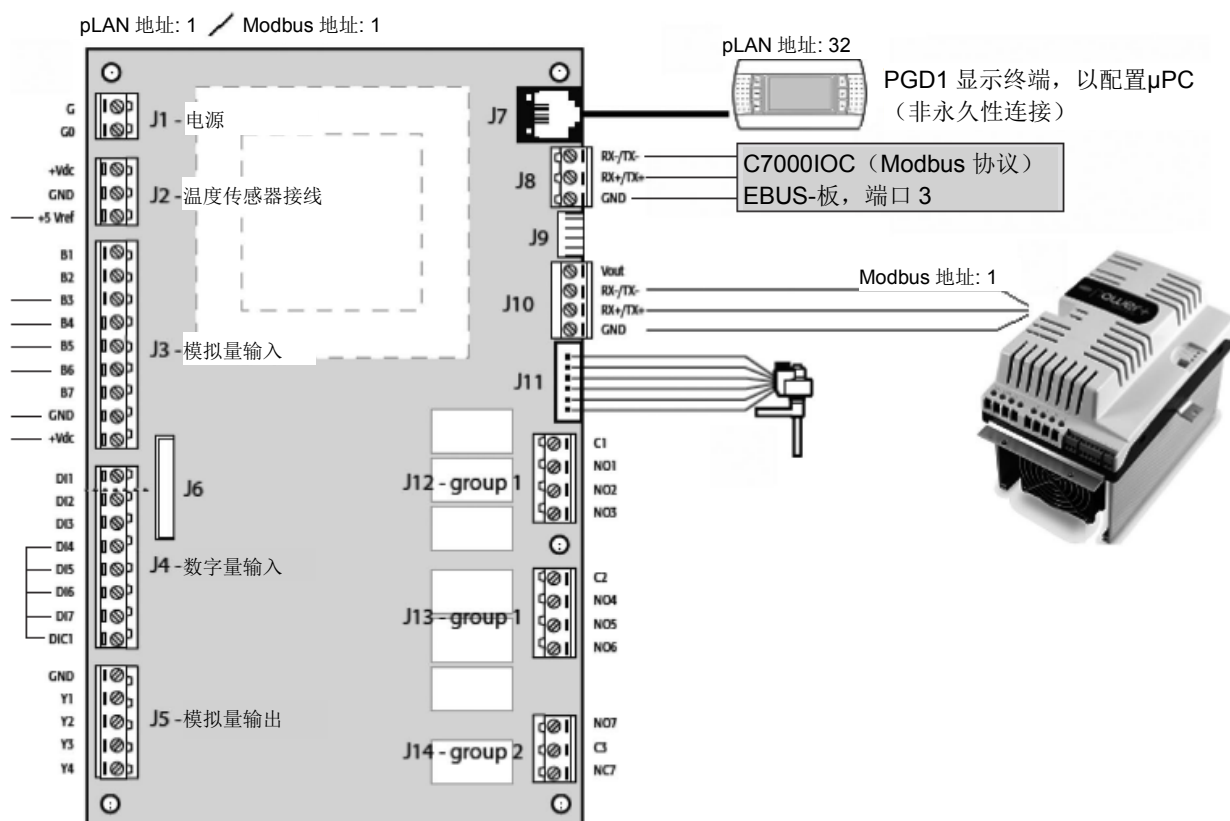 pLAN 地址: 1 / Modbus 地址: 1
pLAN 地址: 32
PGD1 显示终端，以配置μPC
（非永久性连接）
G
G0
J1 - 电源
J7
+Vdc
GND
+5 Vref
J2 - 温度传感器接线
J8
RX-/TX-
RX+/TX+
GND
C7000IOC（Modbus 协议）
EBUS-板，端口 3
J9
B1
B2
B3
B4
B5
B6
B7
GND
+Vdc
J3 - 模拟量输入
J10
Vout
RX-/TX-
RX+/TX+
GND
Modbus 地址: 1
J11
J6
DI1
DI2
DI3
DI4
DI5
DI6
DI7
DIC1
J4 - 数字量输入
J12 - group 1
C1
NO1
NO2
NO3
J13 - group 1
C2
NO4
NO5
NO6
GND
Y1
Y2
Y3
Y4
J5 - 模拟量输出
J14 - group 2
NO7
C3
NC7